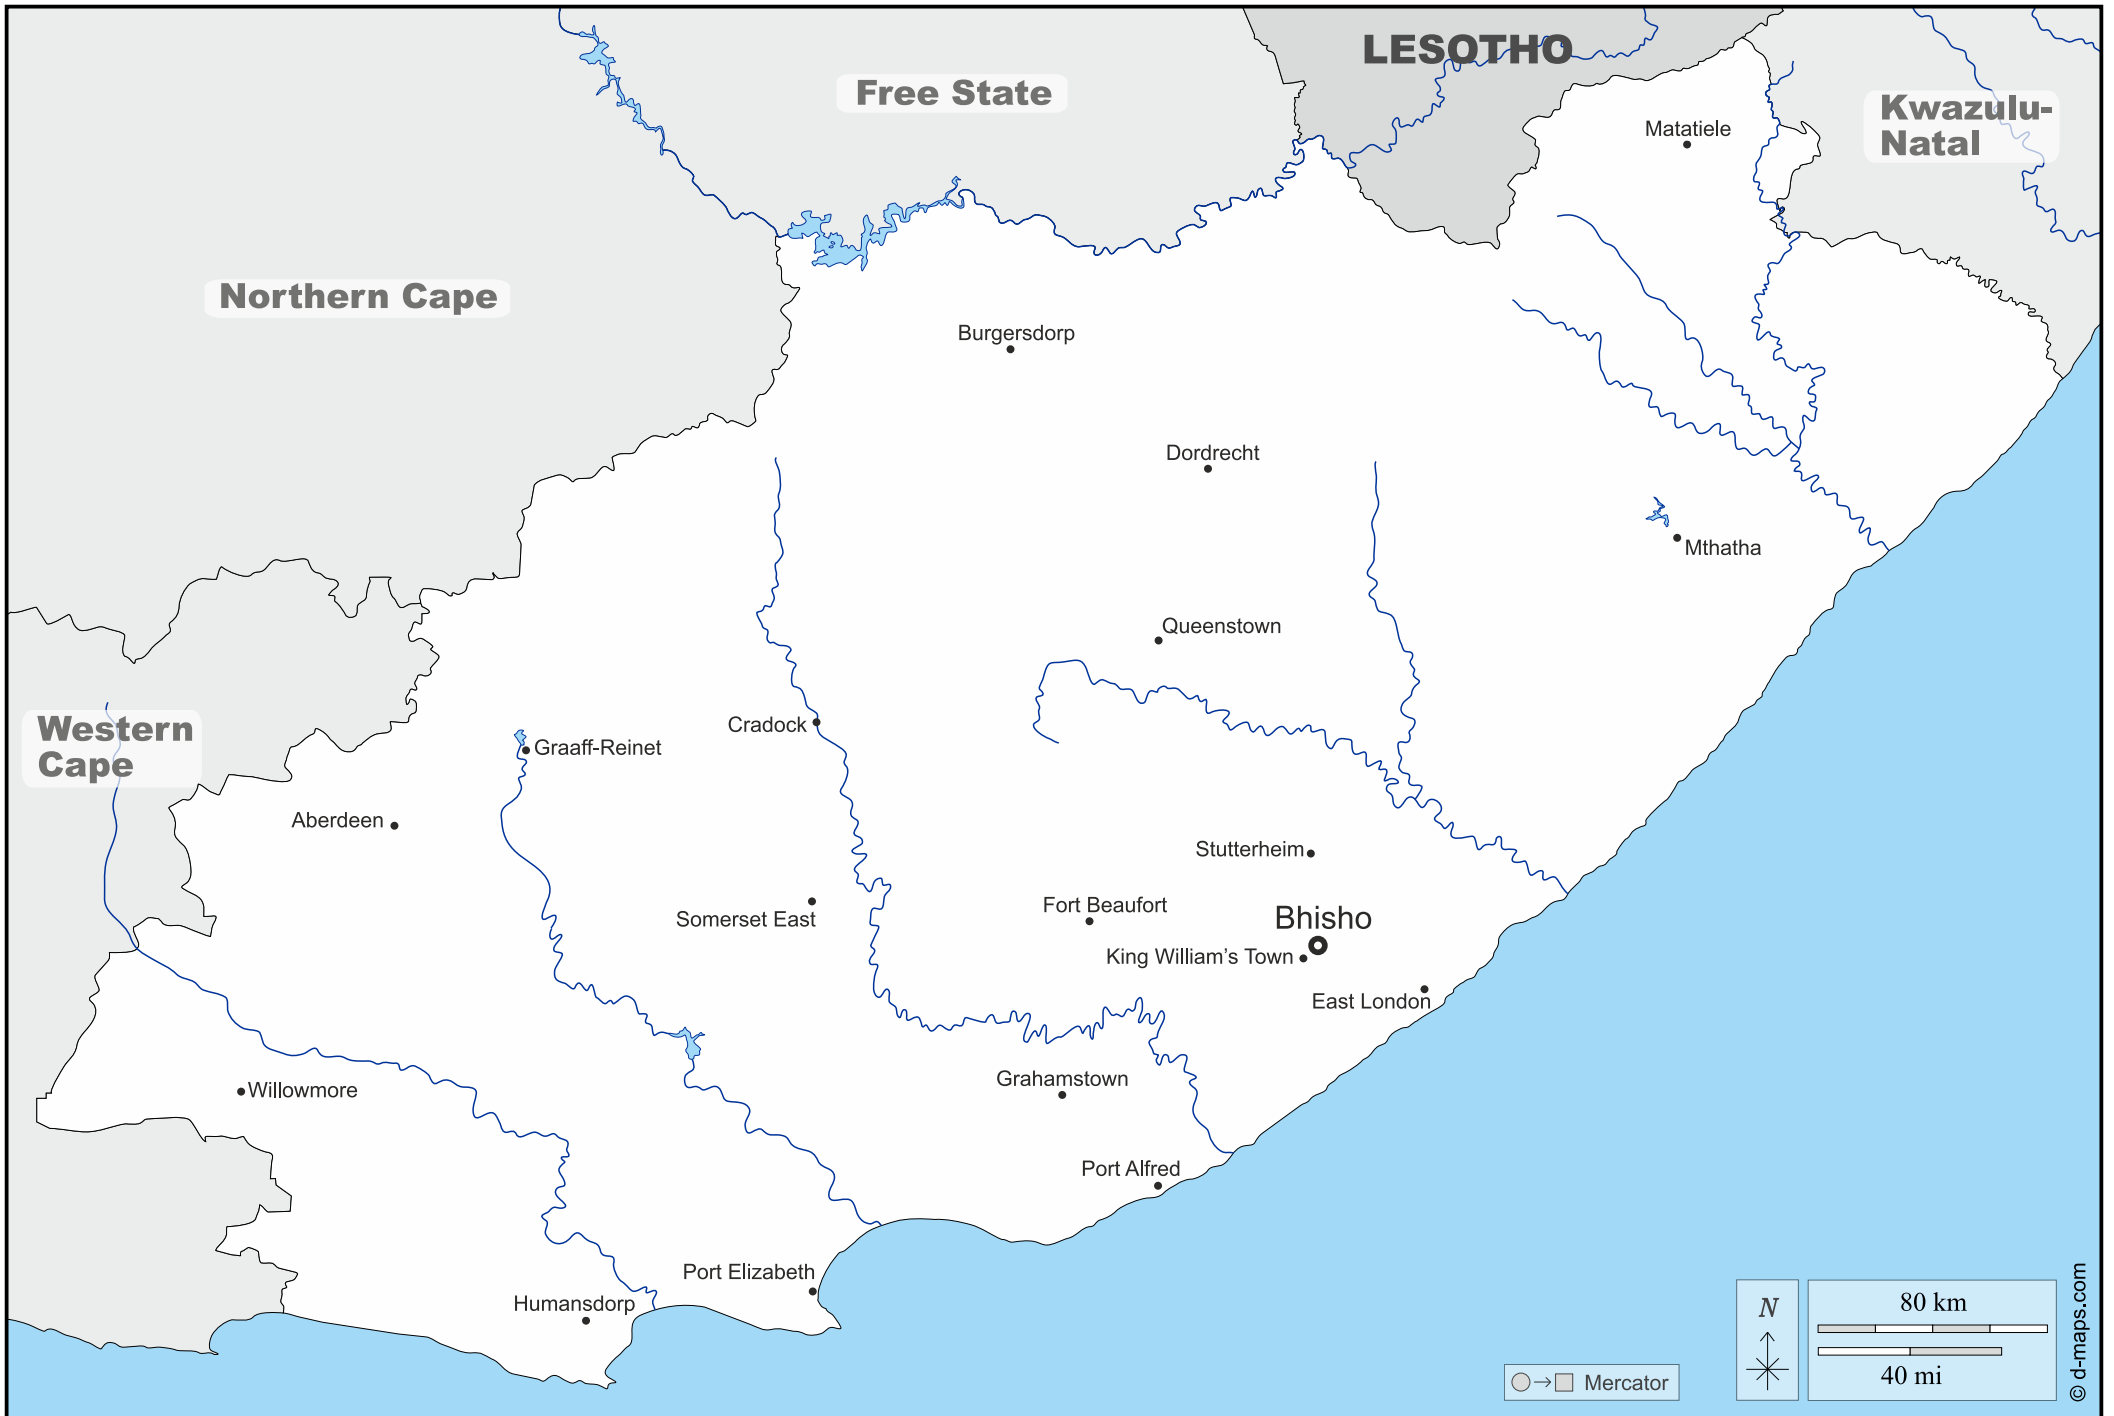 LESOTHO
Free State
Kwazulu-
Natal
Matatiele
Northern Cape
Burgersdorp
Dordrecht
Mthatha
Queenstown
Western
Cape
Cradock
Graaff-Reinet
Aberdeen
Stutterheim
Fort Beaufort
Somerset East
Bhisho
King William's Town
East London
Grahamstown
Willowmore
Port Alfred
Port Elizabeth
Humansdorp
N
80 km
40 mi
Mercator
© d-maps.com